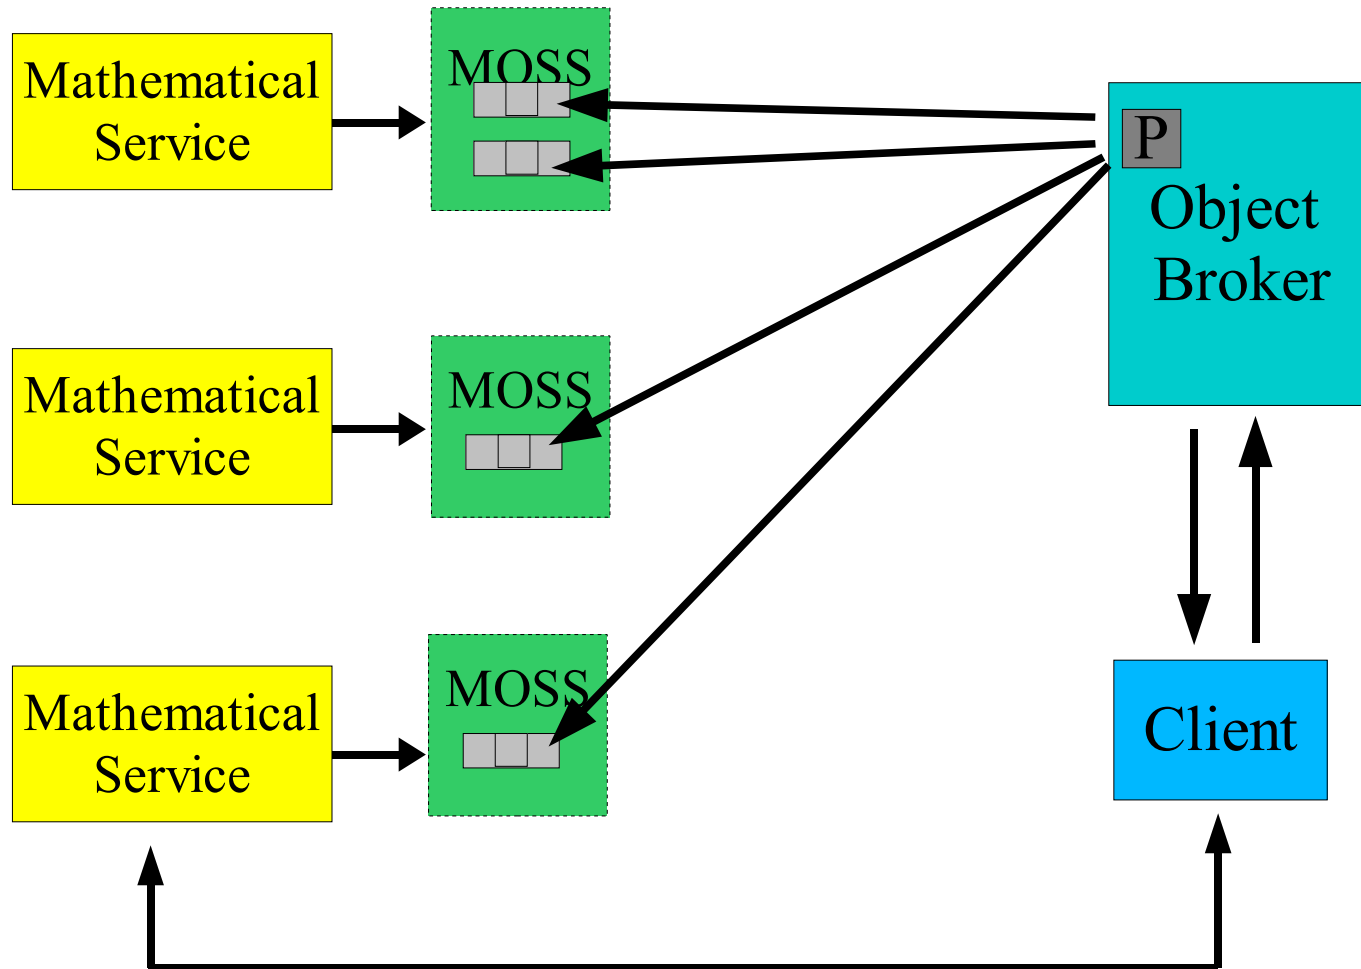 Mathematical
Service
MOSS
P
Object
Broker
Mathematical
Service
MOSS
Mathematical
Service
MOSS
Client